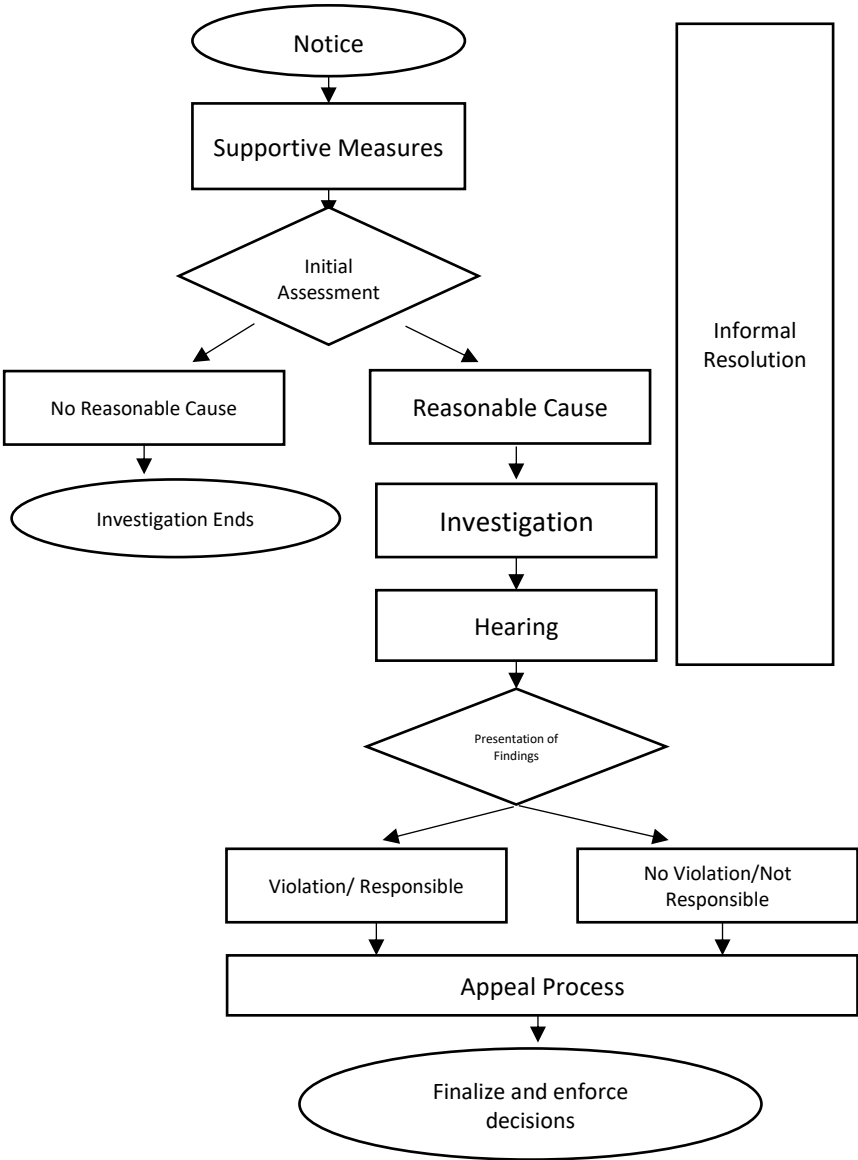 Notice
Supportive Measures
Initial
Assessment
Informal
Resolution
No Reasonable Cause
Reasonable Cause
Investigation Ends
Investigation
Hearing
Presentation of
Findings
Violation/ Responsible
No Violation/Not
Responsible
Appeal Process
Finalize and enforce
decisions